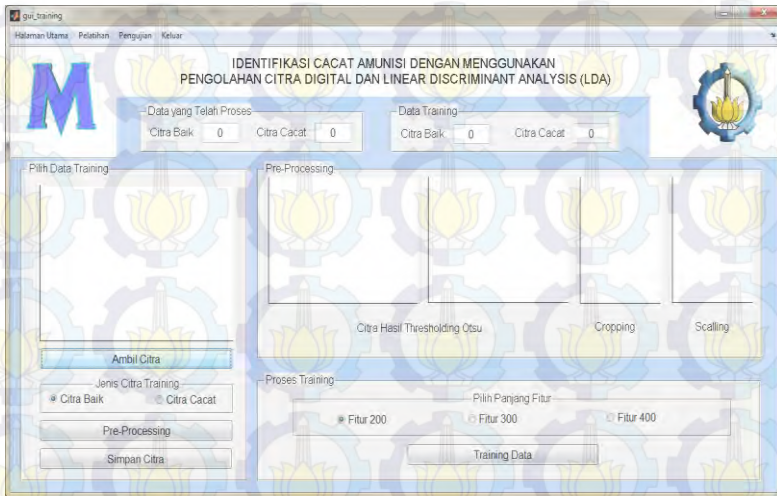 gui_training
Halaman Utama Pelatihan Pengujian Keluar
M
IDENTIFIKASI CACAT AMUNISI DENGAN MENGGUNAKAN
PENGOLAHAN CITRA DIGITAL DAN LINEAR DISCRIMINANT ANALYSIS (LDA)
Data yang Telah Proses
Citra Baik 0 Citra Cacat 0
Data Training
Citra Baik 0 Citra Cacat 0
Pilih Data Training
Ambil Citra
Jenis Citra Training
Citra Baik Citra Cacat
Pre-Processing
Simpan Citra
Pre-Processing
Citra Hasil Thresholding Otsu Cropping Scalling
Proses Training
Pilih Panjang Fitur
Fitur 200 Fitur 300 Fitur 400
Training Data